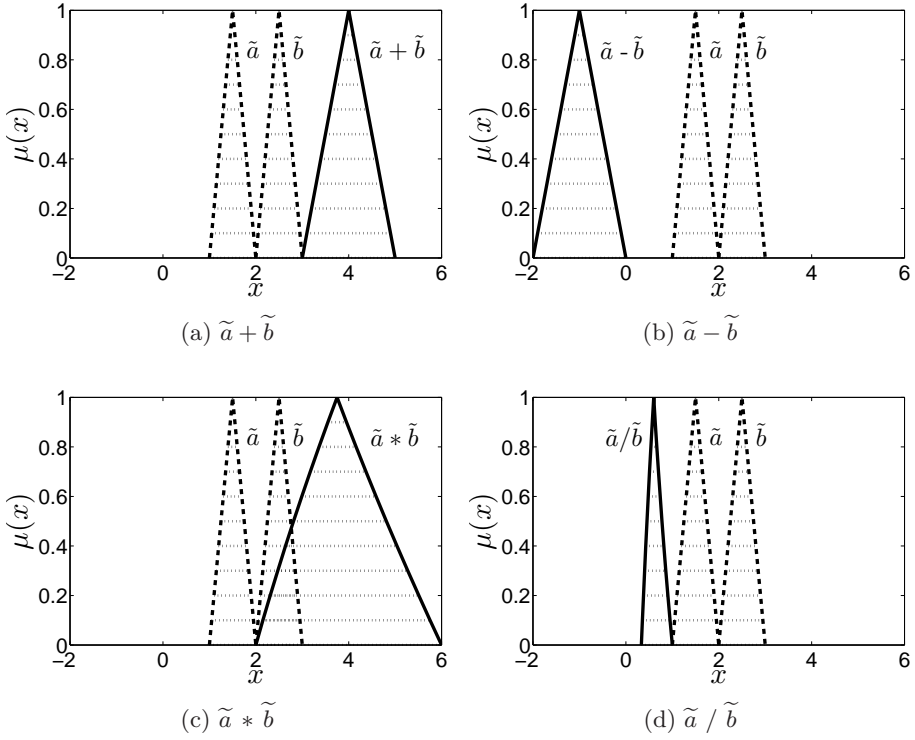 1
0.8
0.6
0.4
0.2
0
μ(x)
ã
b̃
ã + b̃
−2 0 2 4 6
x
(a) ã + b̃
1
0.8
0.6
0.4
0.2
0
μ(x)
ã - b̃
ã
b̃
−2 0 2 4 6
x
(b) ã − b̃
1
0.8
0.6
0.4
0.2
0
μ(x)
ã
b̃
ã ∗ b̃
−2 0 2 4 6
x
(c) ã ∗ b̃
1
0.8
0.6
0.4
0.2
0
μ(x)
ã/b̃
ã
b̃
−2 0 2 4 6
x
(d) ã / b̃